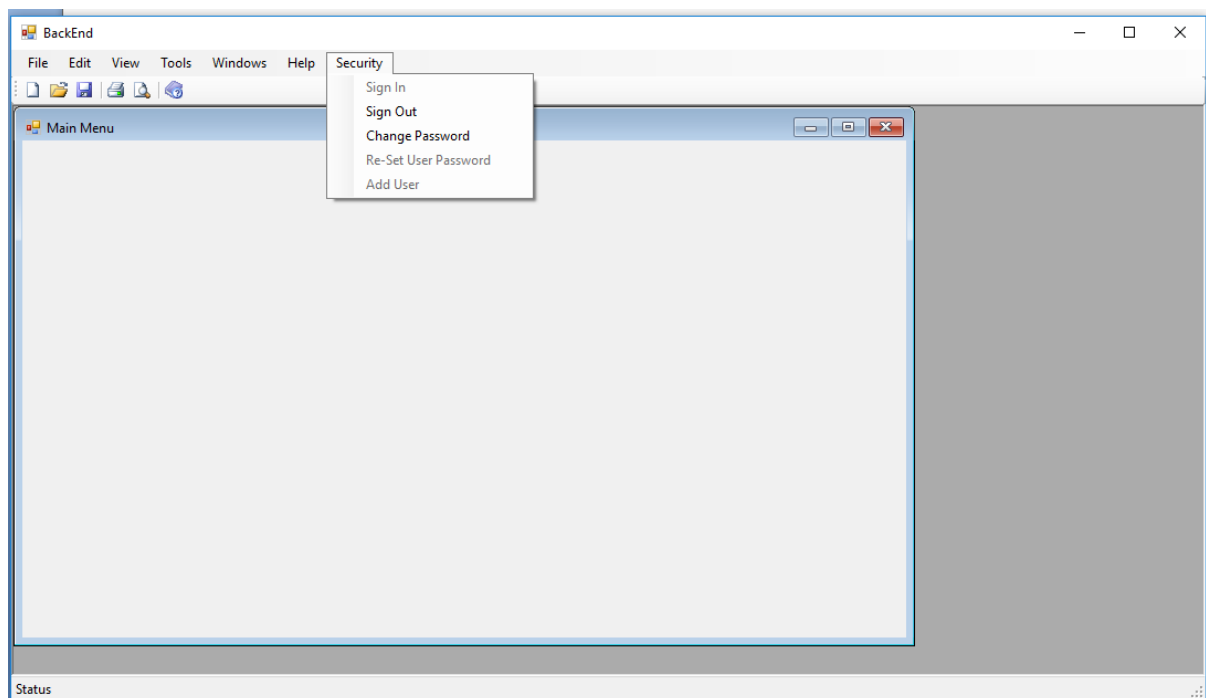 BackEnd
File Edit View Tools Windows Help Security
Main Menu
Sign In
Sign Out
Change Password
Re-Set User Password
Add User
Status